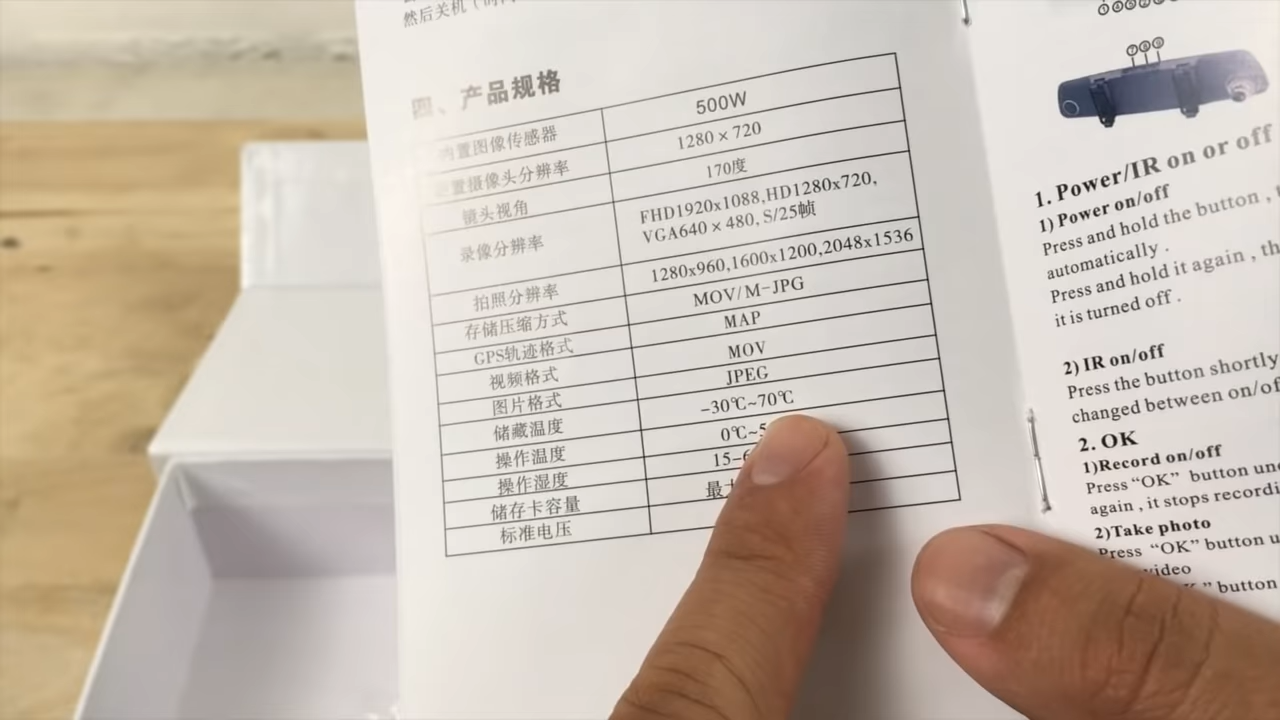 然后关机
四、产品规格
内置图像传感器 500W
置摄像头分辨率 1280×720
镜头视角 170度
录像分辨率 FHD1920x1088,HD1280x720,
VGA640×480, S/25帧
拍照分辨率 1280x960,1600x1200,2048x1536
存储压缩方式 MOV/M-JPG
GPS轨迹格式 MAP
视频格式 MOV
图片格式 JPEG
储藏温度 -30℃~70℃
操作温度 0℃~5
操作湿度 15-6
储存卡容量 最大
标准电压
⑦⑧⑨
1. Power/IR on or off
1) Power on/off
Press and hold the button ,
automatically .
Press and hold it again , th
it is turned off .
2) IR on/off
Press the button shortly
changed between on/of
2. OK
1)Record on/off
Press “OK” button un
again , it stops recordi
2)Take photo
Press “OK” button u
video
” button